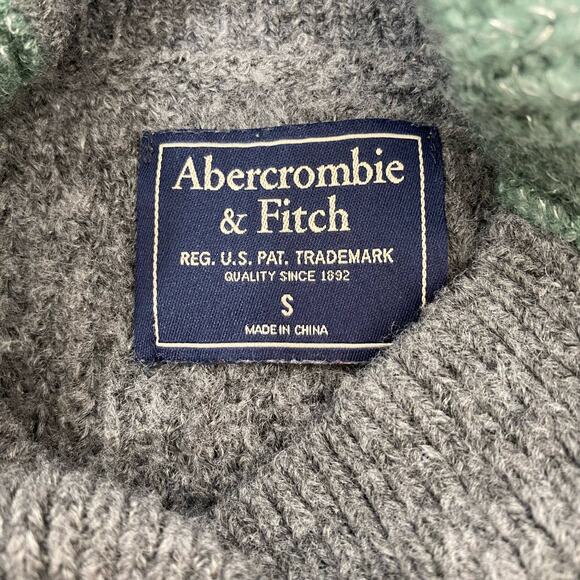 Abercrombie
& Fitch
REG. U.S. PAT. TRADEMARK
QUALITY SINCE 1892
S
MADE IN CHINA